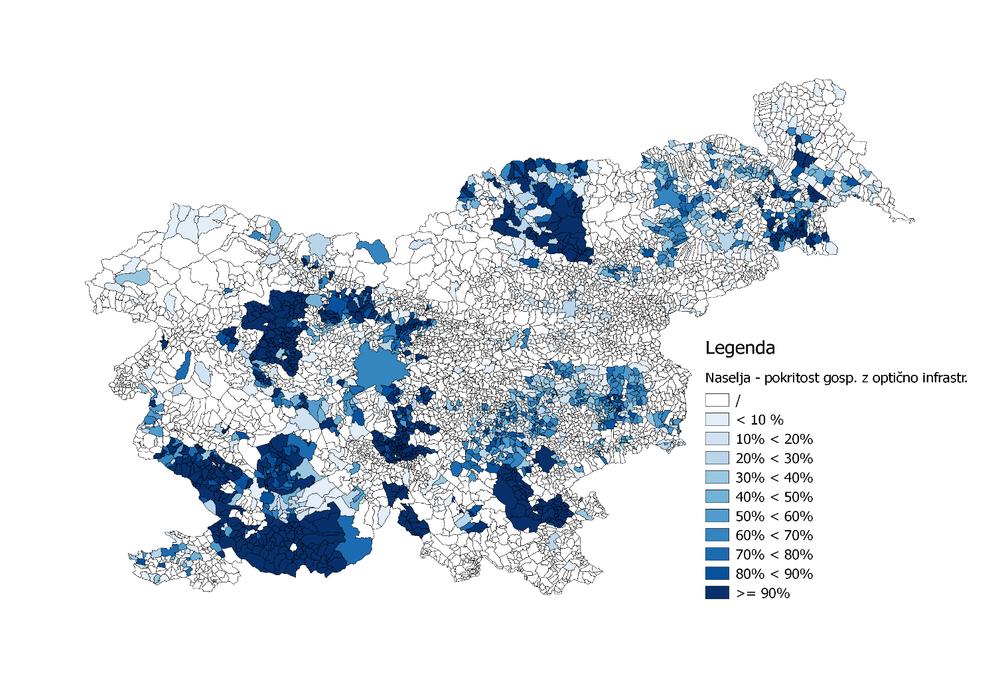 Legenda
Naselja - pokritost gosp. z optično infrastr.
/
< 10 %
10% < 20%
20% < 30%
30% < 40%
40% < 50%
50% < 60%
60% < 70%
70% < 80%
80% < 90%
>= 90%